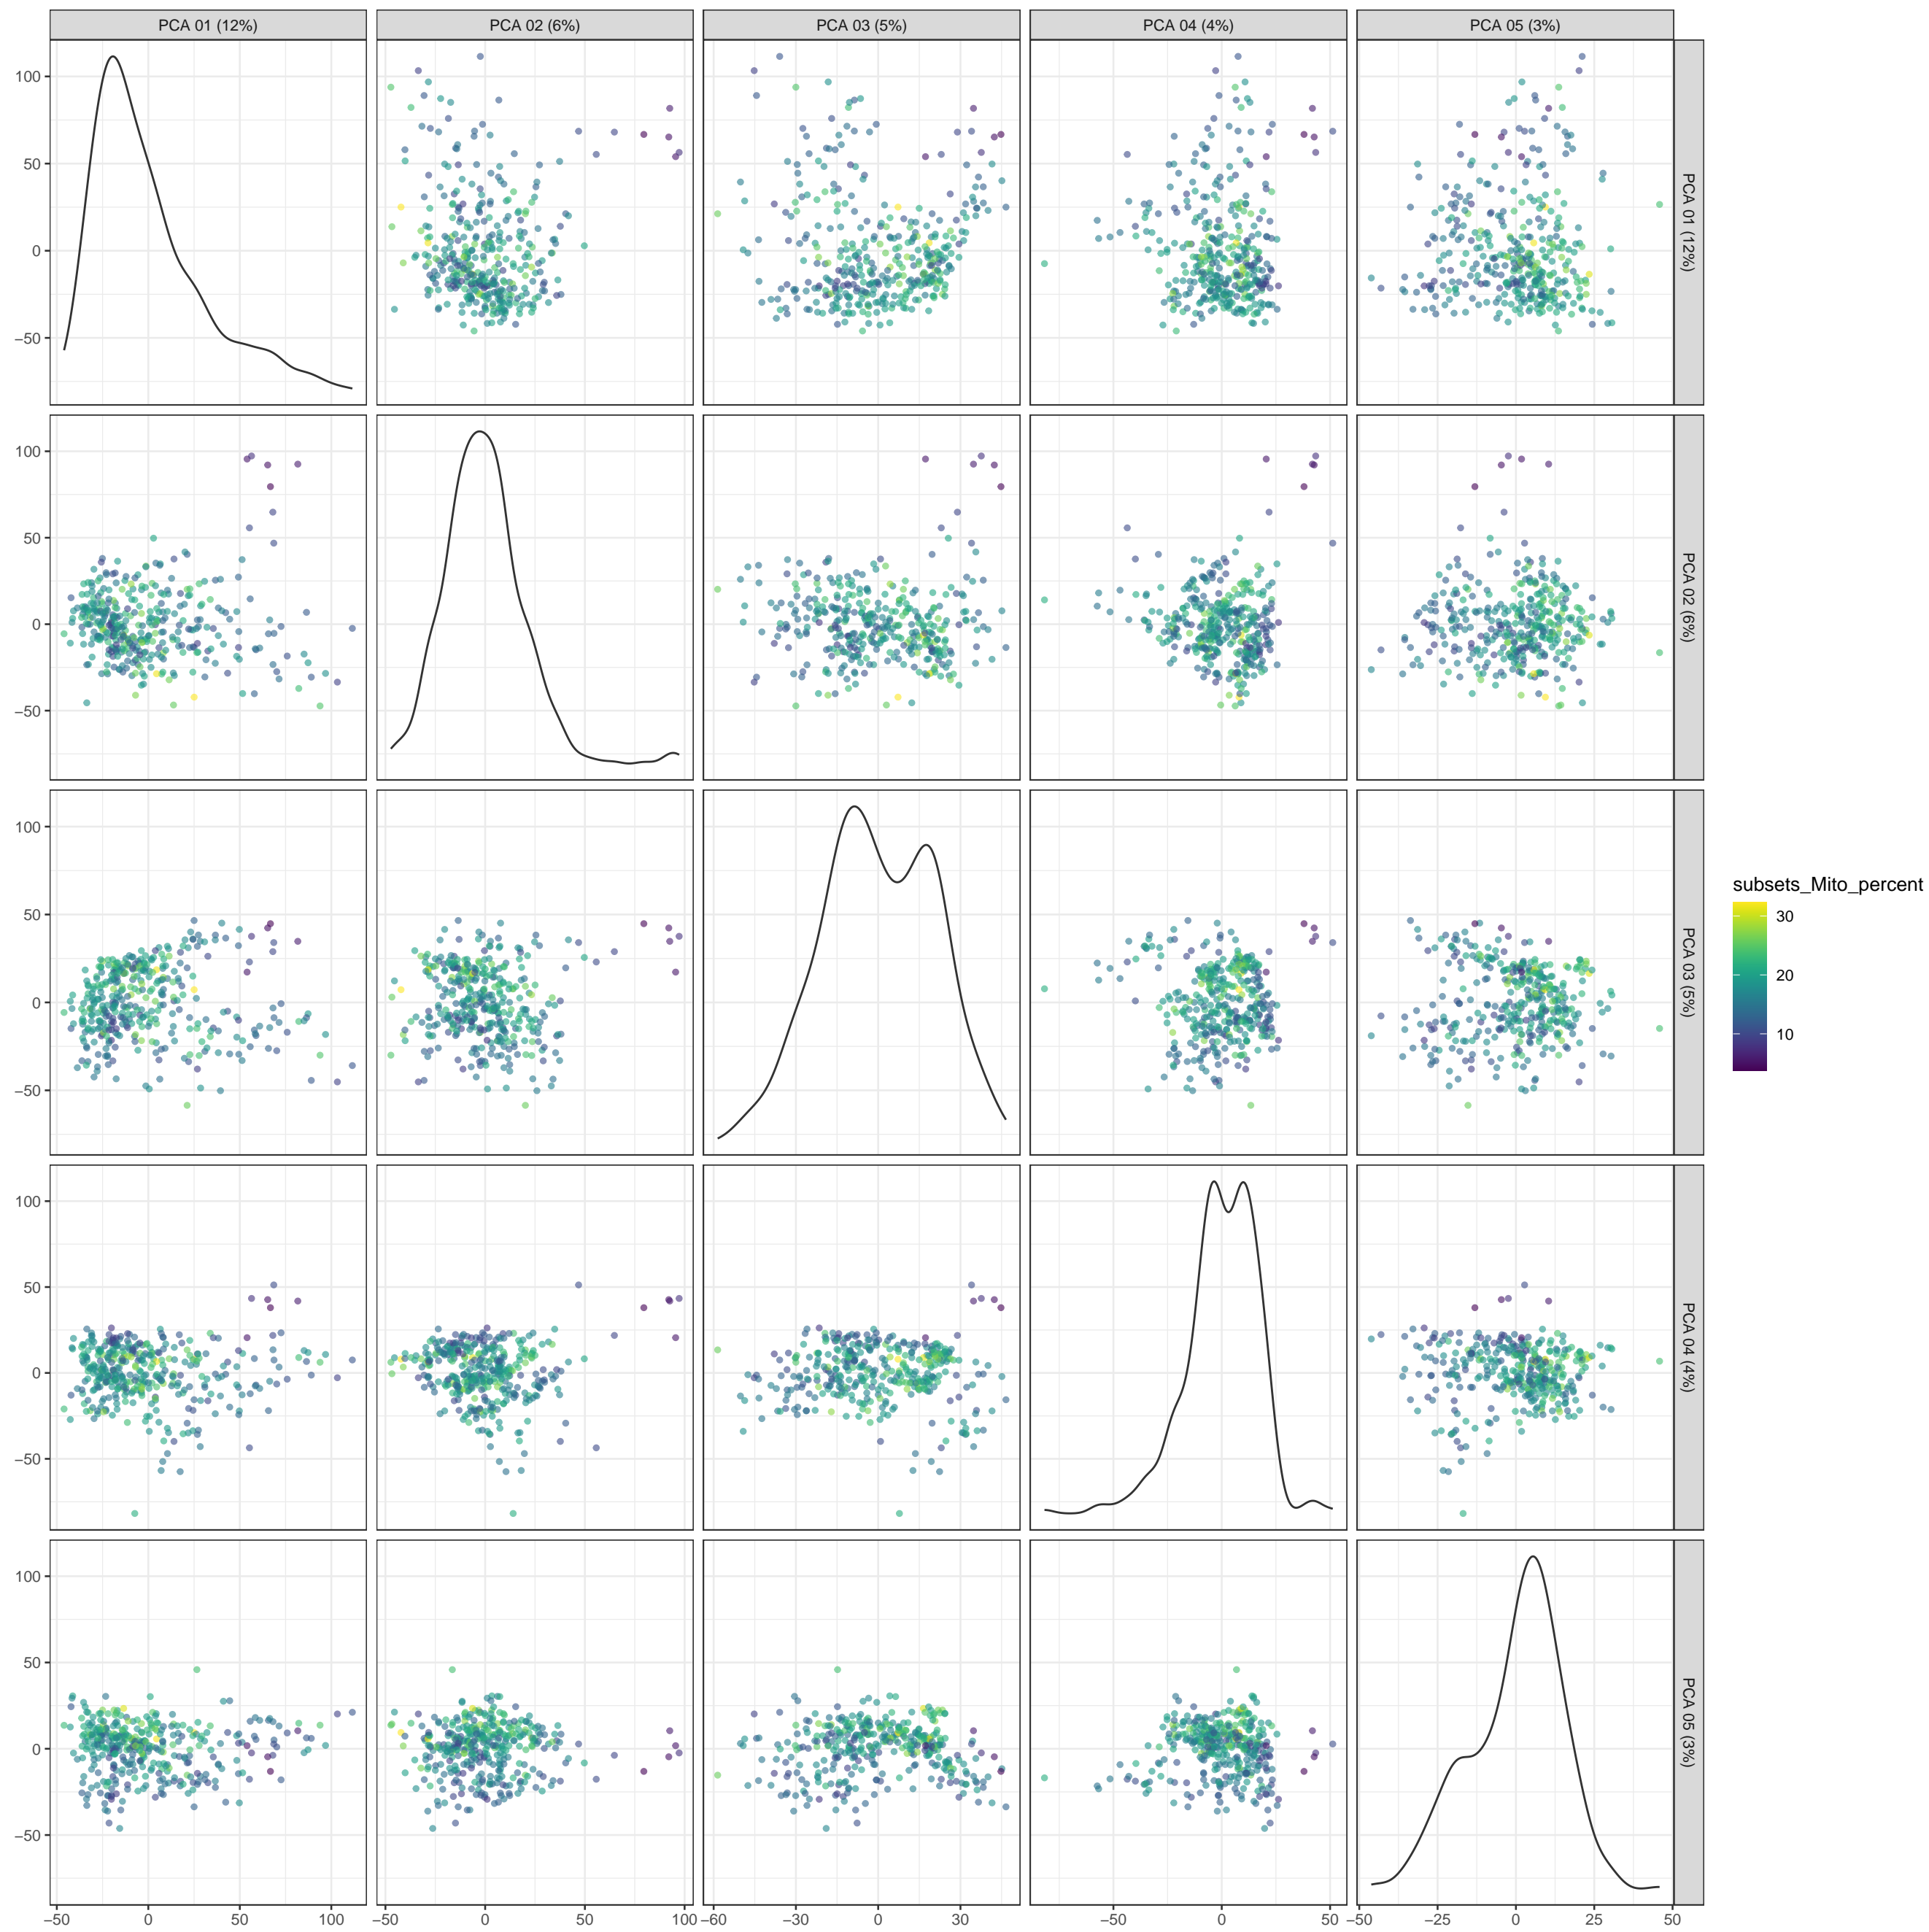 PCA 01 (12%)
PCA 02 (6%)
PCA 03 (5%)
PCA 04 (4%)
PCA 05 (3%)
100
50
0
−50
PCA 01 (12%)
100
50
0
−50
PCA 02 (6%)
100
50
0
−50
PCA 03 (5%)
subsets_Mito_percent
30
20
10
100
50
0
−50
PCA 04 (4%)
100
50
0
−50
PCA 05 (3%)
−50 0 50 100
−50 0 50 100
−60 −30 0 30
−50 0 50
−50 −25 0 25 50